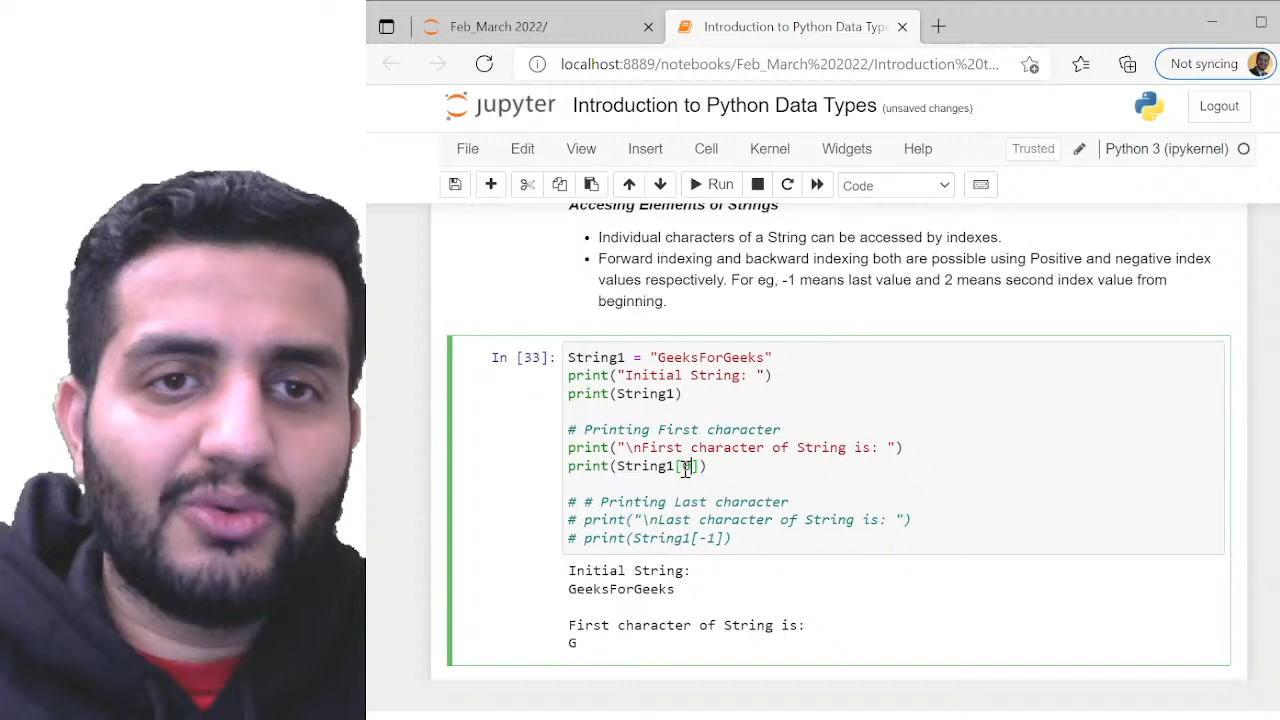 Feb_March 2022/
Introduction to Python Data Type
Not syncing
localhost:8889/notebooks/Feb_March%202022/Introduction%20t...
jupyter Introduction to Python Data Types (unsaved changes)
Logout
File Edit View Insert Cell Kernel Widgets Help Trusted Python 3 (ipykernel)
Run Code
Accesing Elements of Strings
• Individual characters of a String can be accessed by indexes.
• Forward indexing and backward indexing both are possible using Positive and negative index
values respectively. For eg, -1 means last value and 2 means second index value from
beginning.
In [33]: String1 = "GeeksForGeeks"
print("Initial String: ")
print(String1)
# Printing First character
print("\nFirst character of String is: ")
print(String1[0])
# # Printing Last character
# print("\nLast character of String is: ")
# print(String1[-1])
Initial String:
GeeksForGeeks
First character of String is:
G